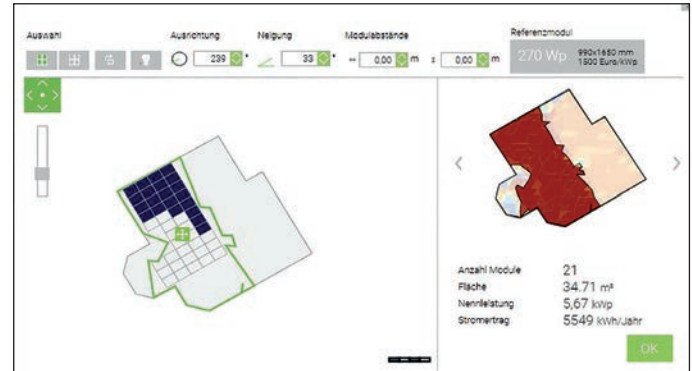 Auswahl
Ausrichtung
Neigung
Modulabstände
Referenzmodul
239 °
33 °
↔ 0,00 m
↕ 0,00 m
270 Wp
990x1650 mm
1500 Euro/kWp
Anzahl Module 21
Fläche 34.71 m²
Nennleistung 5,67 kWp
Stromertrag 5549 kWh/Jahr
OK